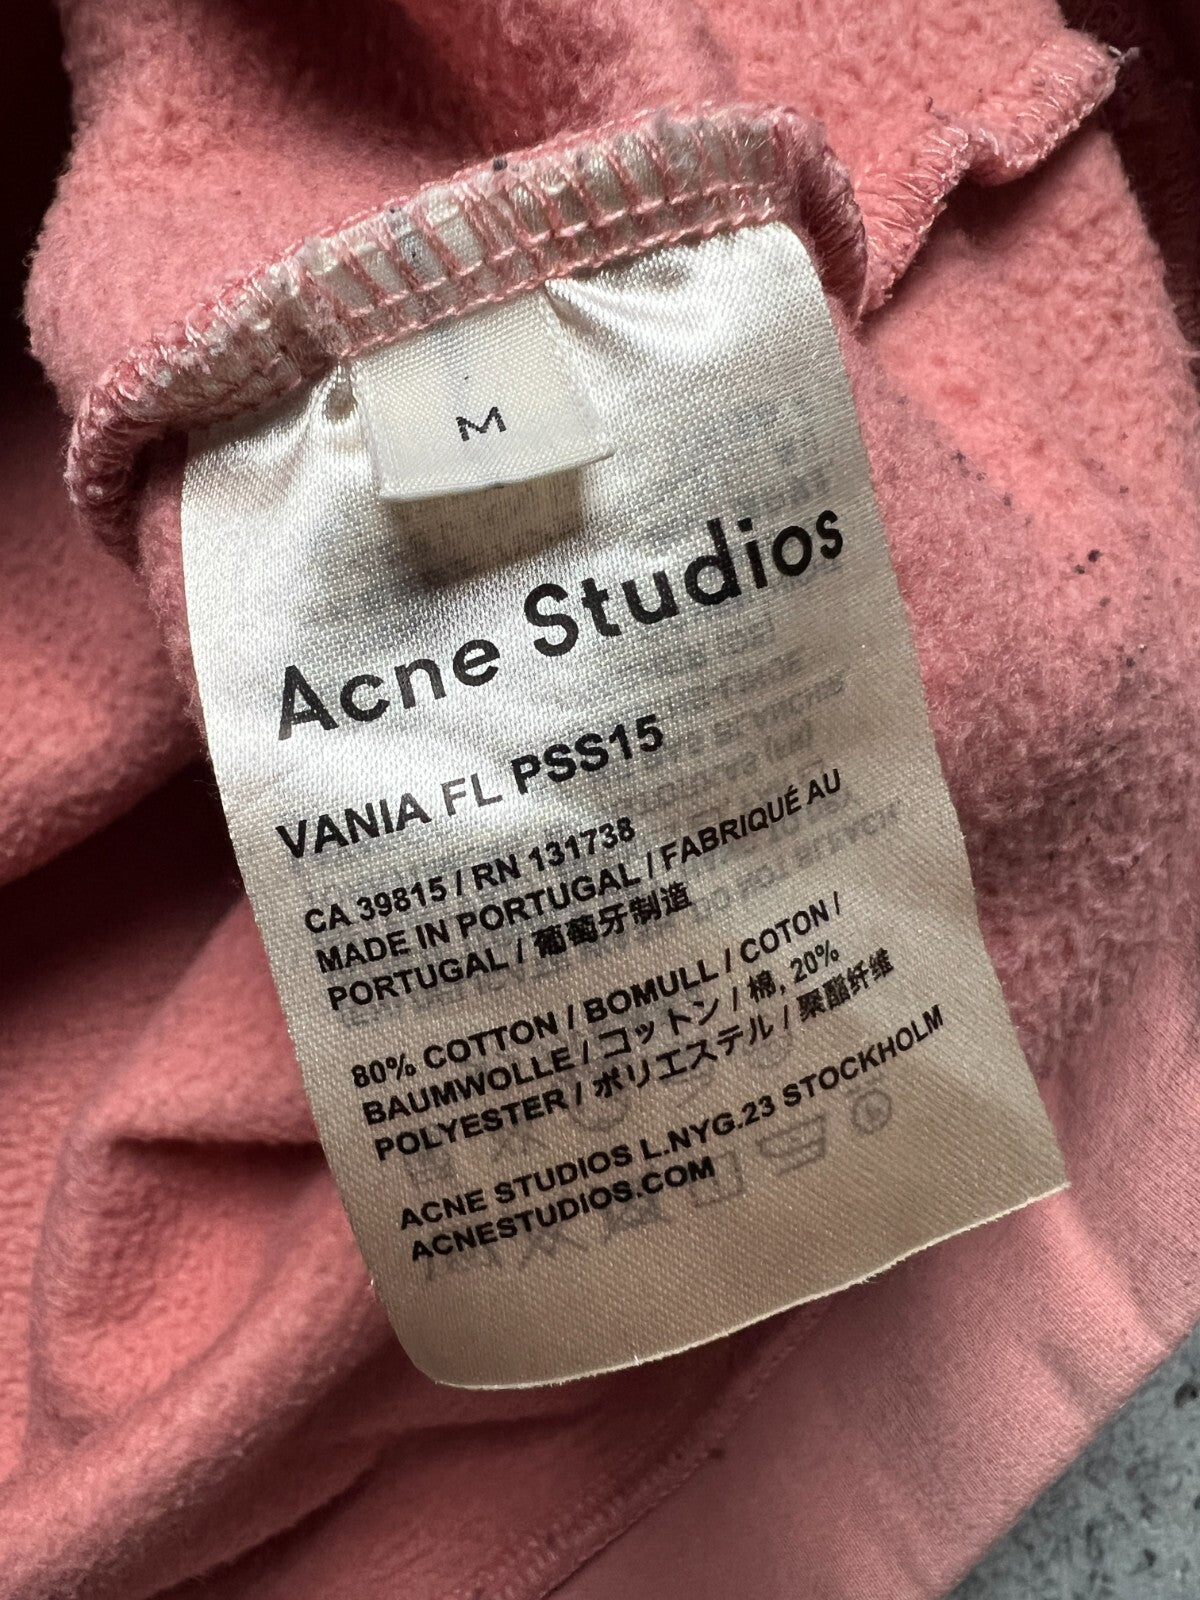 M
Acne Studios
VANIA FL PSS15
CA 39815 / RN 131738
MADE IN PORTUGAL / FABRIQUÉ AU
PORTUGAL / 葡萄牙制造
80% COTTON / BOMULL / COTON /
BAUMWOLLE / コットン / 棉, 20%
POLYESTER / ポリエステル / 聚酯纤维
ACNE STUDIOS L.NYG.23 STOCKHOLM
ACNESTUDIOS.COM